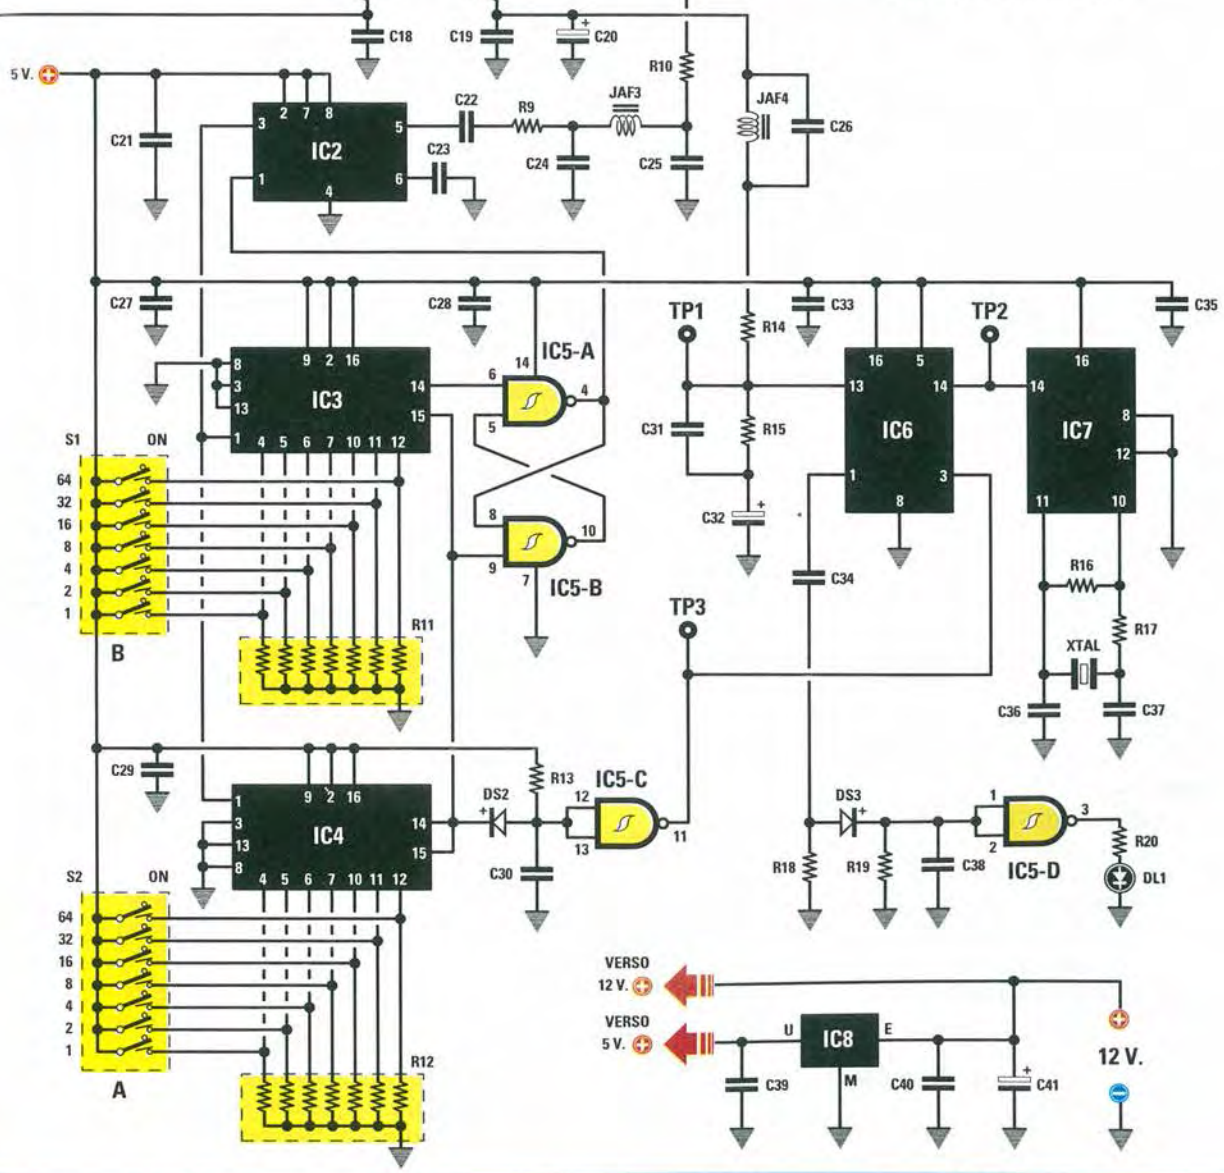 C18
C19
+
C20
5 V. +
R10
JAF3
JAF4
C21
2 7 8
3
IC2
5
C22
R9
C26
C23
C24
C25
1
4
6
C27
C28
C33
C35
TP1
TP2
R14
8
9 2 16
14
IC5-A
16 5
16
3
IC3
14
6
4
13
14
14
13
15
5
C31
R15
IC6
IC7
8
S1
ON
1
4 5 6 7 10 11 12
12
64
1
3
32
8
11
10
16
8
10
C32
+
8
9
C34
R16
4
7
IC5-B
2
TP3
R17
1
R11
XTAL
B
C36
C37
C29
R13
IC5-C
9 2 16
1
DS2
12
DS3
1
3
3
IC4
14
+
11
+
13
15
13
2
R20
8
C30
R18
R19
C38
IC5-D
DL1
S2
ON
4 5 6 7 10 11 12
64
32
16
VERSO
12 V. +
8
4
VERSO
5 V. +
U
IC8
E
+
2
12 V.
1
R12
C39
M
C40
+
C41
−
A